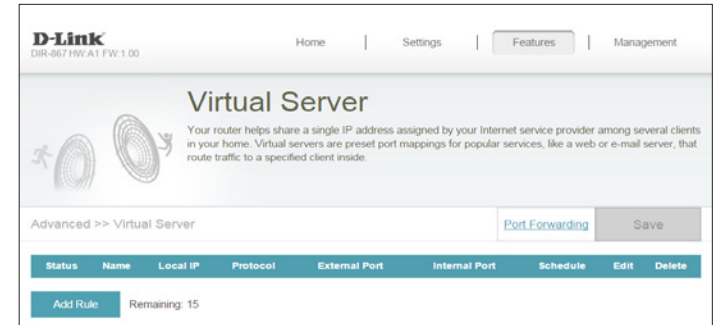 D-Link
DIR-867 HW:A1 FW:1.00
Home | Settings | Features | Management
Virtual Server
Your router helps share a single IP address assigned by your Internet service provider among several clients
in your home. Virtual servers are preset port mappings for popular services, like a web or e-mail server, that
route traffic to a specified client inside.
Advanced >> Virtual Server
Port Forwarding
Save
Status Name Local IP Protocol External Port Internal Port Schedule Edit Delete
Add Rule Remaining: 15